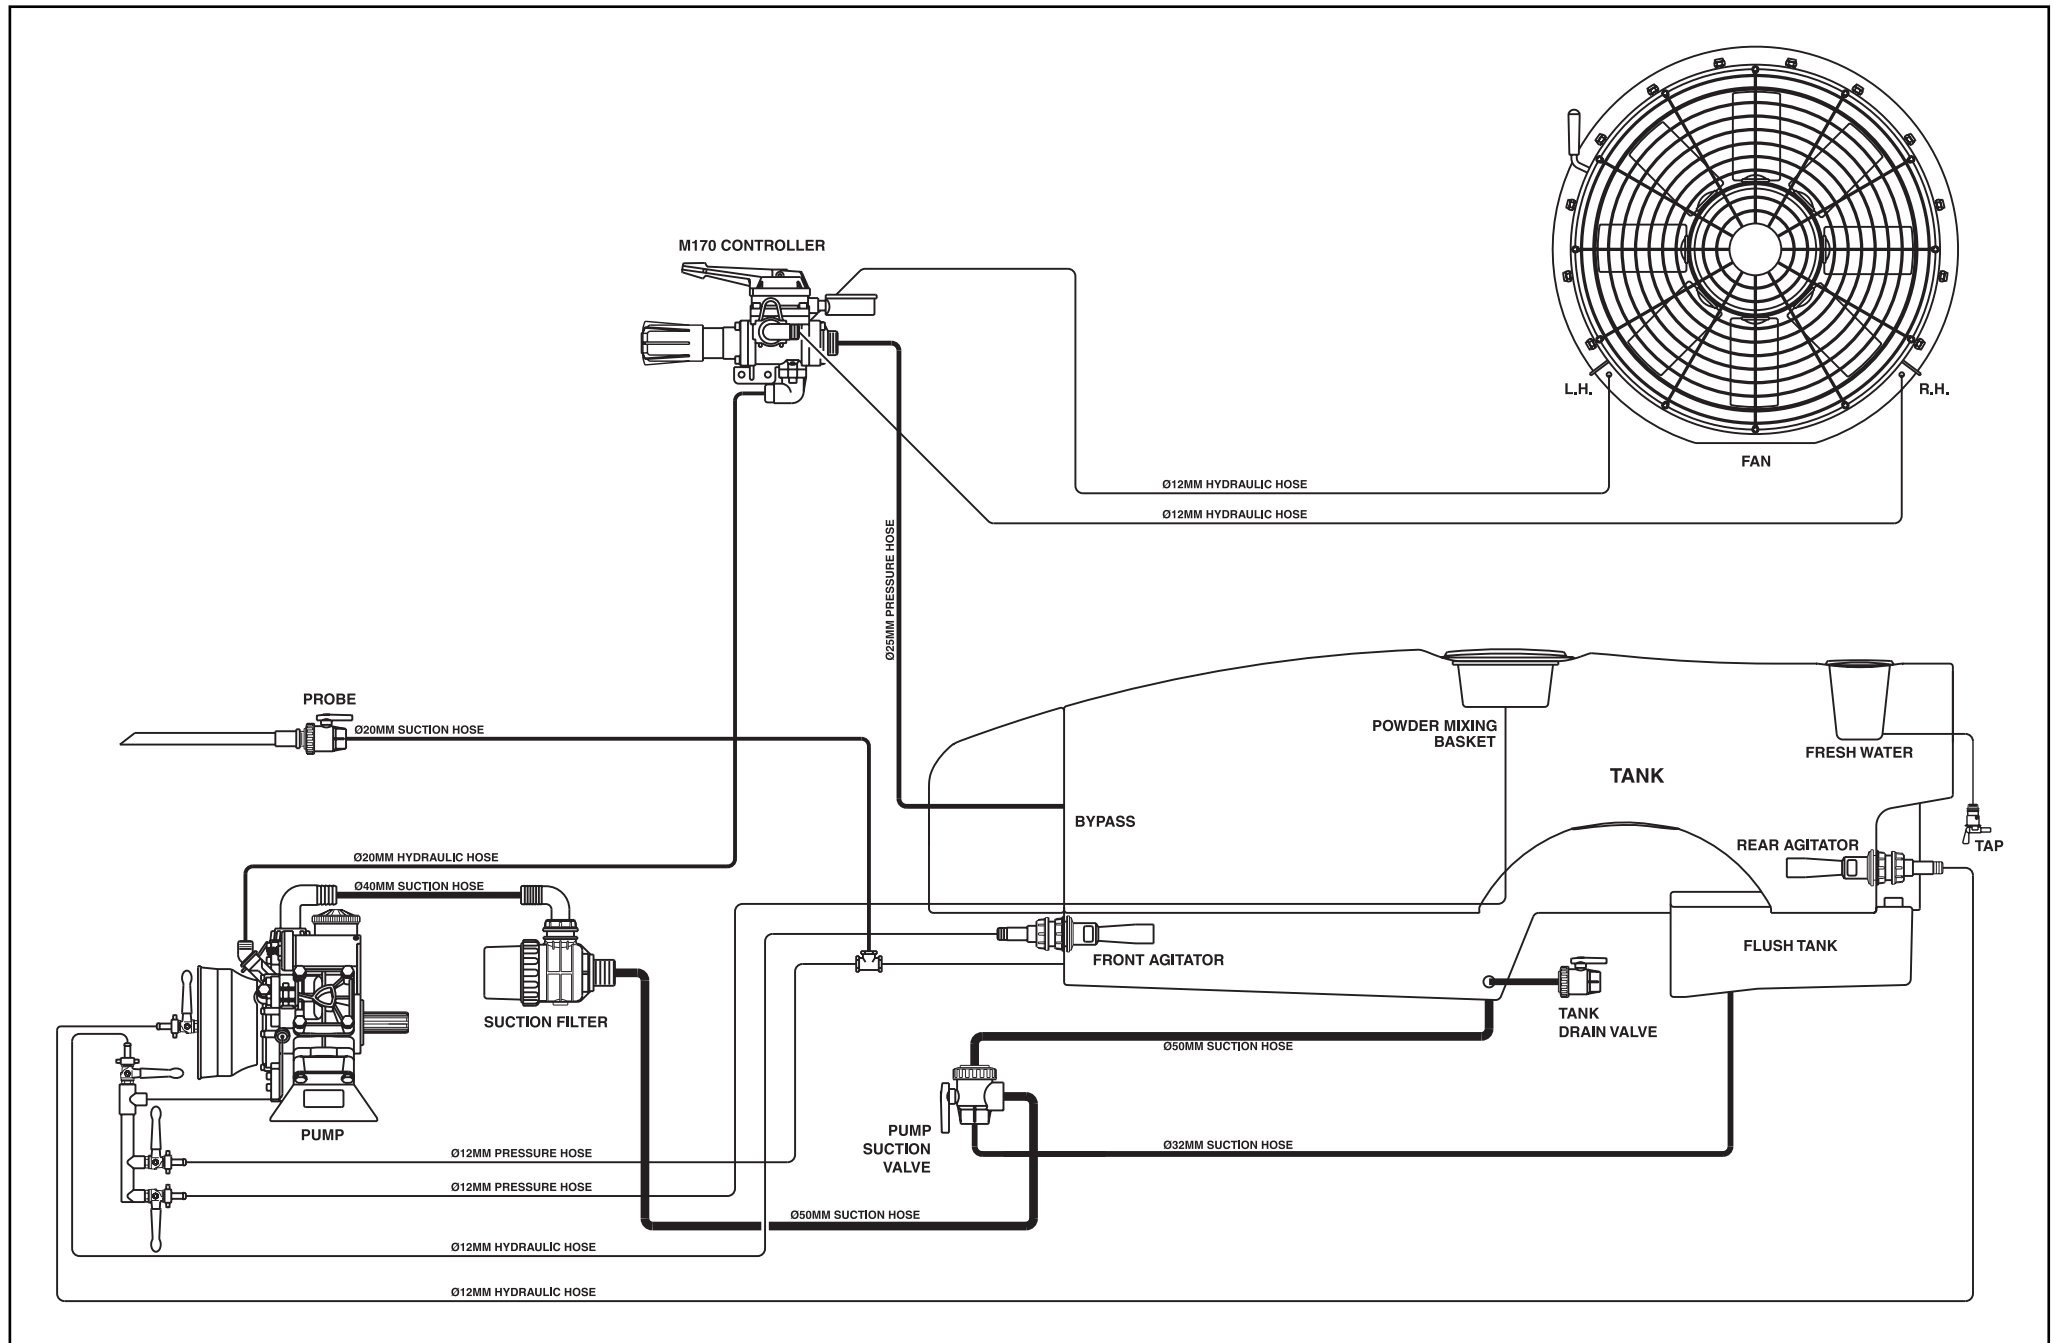 M170 CONTROLLER
L.H.
R.H.
FAN
Ø12MM HYDRAULIC HOSE
Ø12MM HYDRAULIC HOSE
Ø25MM PRESSURE HOSE
PROBE
Ø20MM SUCTION HOSE
POWDER MIXING
BASKET
FRESH WATER
TANK
BYPASS
REAR AGITATOR
TAP
Ø20MM HYDRAULIC HOSE
Ø40MM SUCTION HOSE
FLUSH TANK
FRONT AGITATOR
SUCTION FILTER
TANK
DRAIN VALVE
Ø50MM SUCTION HOSE
PUMP
PUMP
SUCTION
VALVE
Ø32MM SUCTION HOSE
Ø12MM PRESSURE HOSE
Ø12MM PRESSURE HOSE
Ø50MM SUCTION HOSE
Ø12MM HYDRAULIC HOSE
Ø12MM HYDRAULIC HOSE